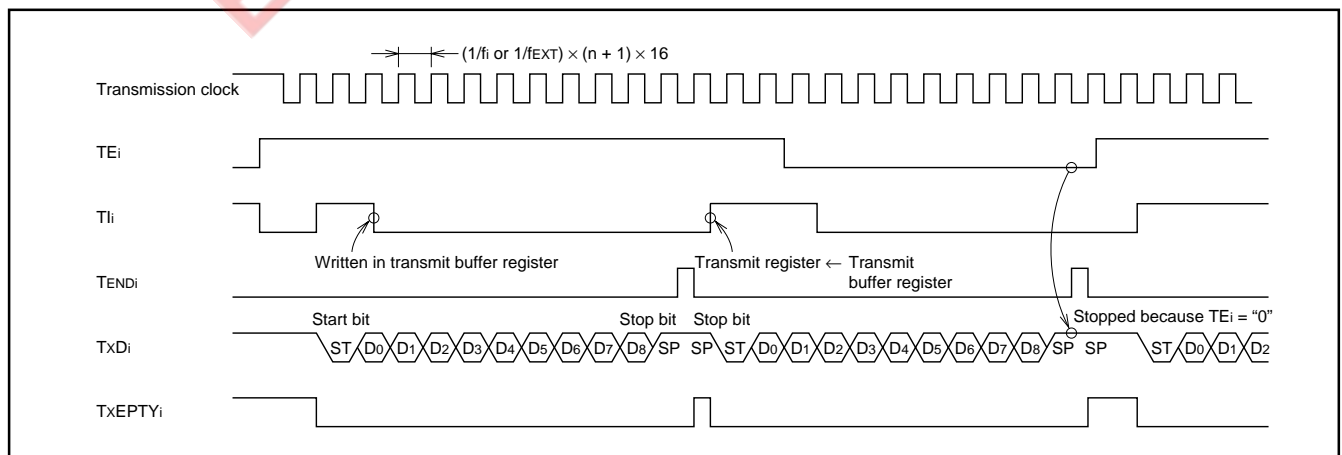 (1/fi or 1/fEXT) × (n + 1) × 16
Transmission clock
TEi
TIi
Written in transmit buffer register
Transmit register ← Transmit
buffer register
TENDi
Start bit
Stop bit
Stop bit
Stopped because TEi = “0”
TXDi
ST D0 D1 D2 D3 D4 D5 D6 D7 D8 SP SP ST D0 D1 D2 D3 D4 D5 D6 D7 D8 SP SP ST D0 D1 D2
TXEPTYi